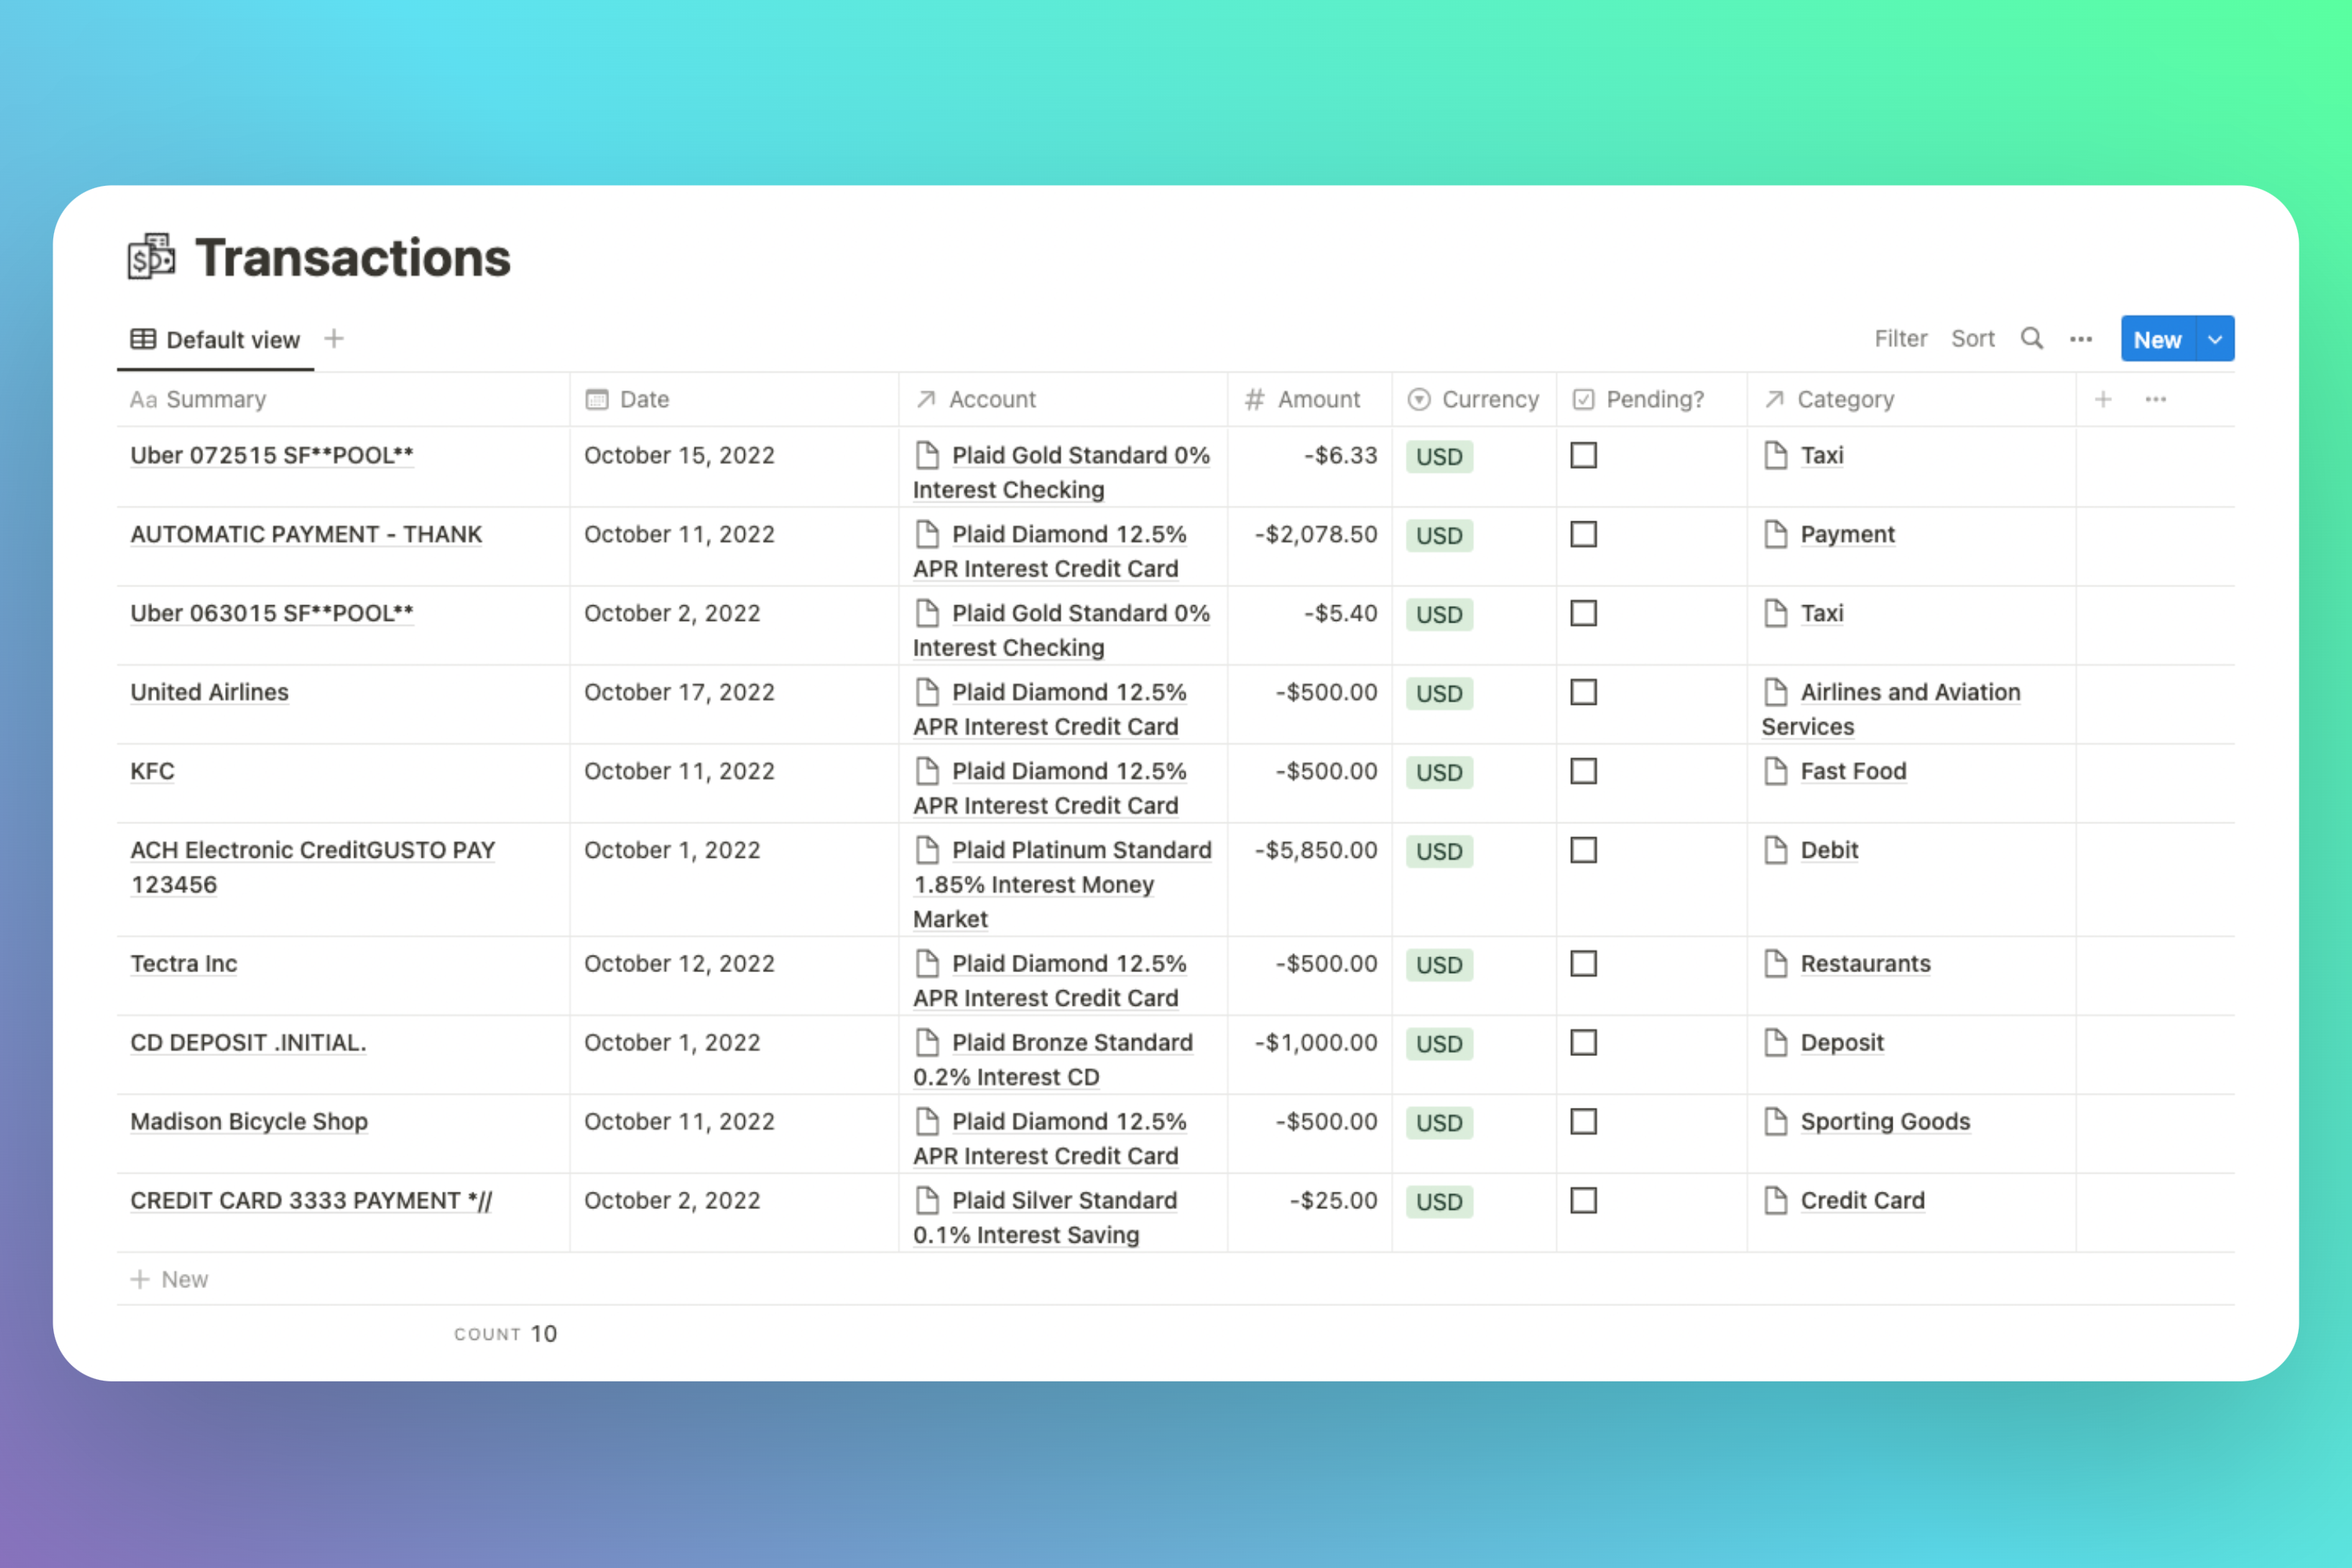 Transactions
Default view
Filter Sort New
Aa Summary Date Account # Amount Currency Pending? Category
Uber 072515 SF**POOL** October 15, 2022 Plaid Gold Standard 0% -$6.33 USD Taxi
Interest Checking
AUTOMATIC PAYMENT - THANK October 11, 2022 Plaid Diamond 12.5% -$2,078.50 USD Payment
APR Interest Credit Card
Uber 063015 SF**POOL** October 2, 2022 Plaid Gold Standard 0% -$5.40 USD Taxi
Interest Checking
United Airlines October 17, 2022 Plaid Diamond 12.5% -$500.00 USD Airlines and Aviation
APR Interest Credit Card Services
KFC October 11, 2022 Plaid Diamond 12.5% -$500.00 USD Fast Food
APR Interest Credit Card
ACH Electronic CreditGUSTO PAY October 1, 2022 Plaid Platinum Standard -$5,850.00 USD Debit
123456 1.85% Interest Money
Market
Tectra Inc October 12, 2022 Plaid Diamond 12.5% -$500.00 USD Restaurants
APR Interest Credit Card
CD DEPOSIT .INITIAL. October 1, 2022 Plaid Bronze Standard -$1,000.00 USD Deposit
0.2% Interest CD
Madison Bicycle Shop October 11, 2022 Plaid Diamond 12.5% -$500.00 USD Sporting Goods
APR Interest Credit Card
CREDIT CARD 3333 PAYMENT *// October 2, 2022 Plaid Silver Standard -$25.00 USD Credit Card
0.1% Interest Saving
+ New
COUNT 10